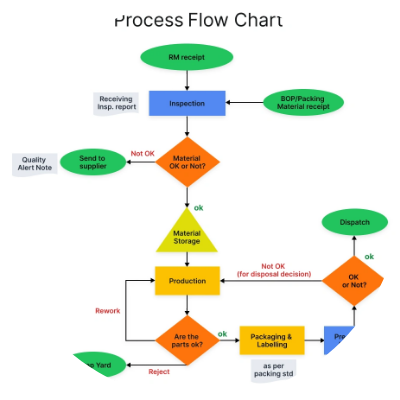 Process Flow Chart
RM receipt
Receiving
Insp. report
Inspection
BOP/Packing
Material receipt
Quality
Alert Note
Send to
supplier
Not OK
Material
OK or Not?
ok
Material
Storage
Dispatch
ok
Not OK
(for disposal decision)
OK
or Not?
Production
Rework
Are the
parts ok?
ok
Packaging &
Labelling
as per
packing std
Yard
Reject